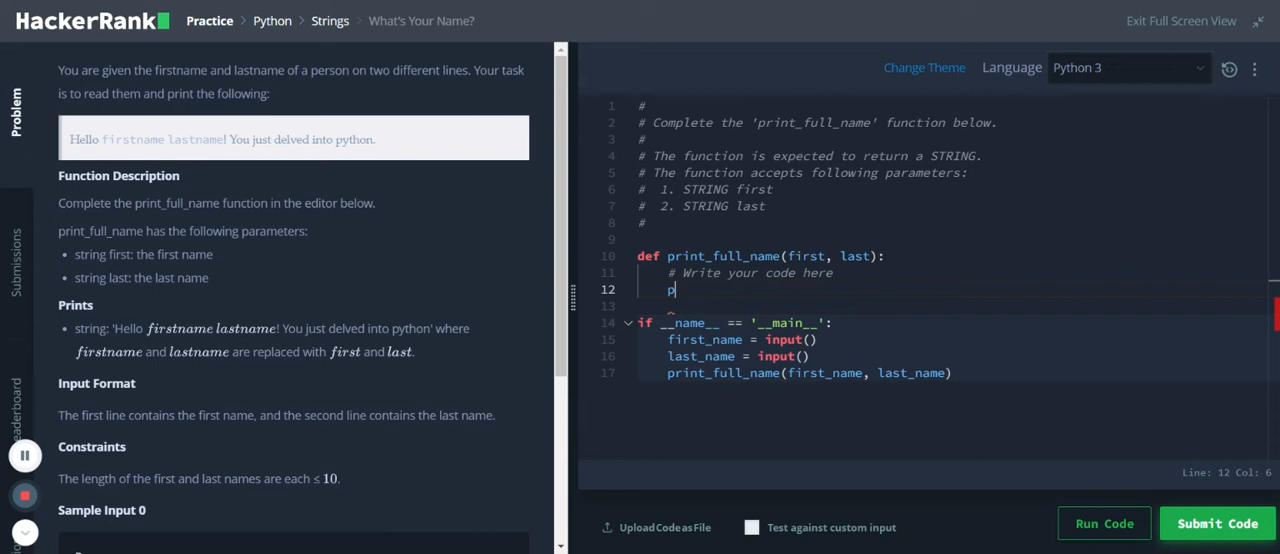 HackerRank
Practice > Python > Strings > What's Your Name?
Exit Full Screen View
Problem
Submissions
eaderboard
You are given the firstname and lastname of a person on two different lines. Your task
is to read them and print the following:
Hello firstname lastname! You just delved into python.
Function Description
Complete the print_full_name function in the editor below.
print_full_name has the following parameters:
• string first: the first name
• string last: the last name
Prints
• string: 'Hello firstname lastname! You just delved into python' where
firstname and lastname are replaced with first and last.
Input Format
The first line contains the first name, and the second line contains the last name.
Constraints
The length of the first and last names are each ≤ 10.
Sample Input 0
Change Theme Language Python 3
1 #
2 # Complete the 'print_full_name' function below.
3 #
4 # The function is expected to return a STRING.
5 # The function accepts following parameters:
6 #  1. STRING first
7 #  2. STRING last
8 #
9
10 def print_full_name(first, last):
11     # Write your code here
12     p
13
14 if __name__ == '__main__':
15     first_name = input()
16     last_name = input()
17     print_full_name(first_name, last_name)
Line: 12 Col: 6
Upload Code as File Test against custom input Run Code Submit Code